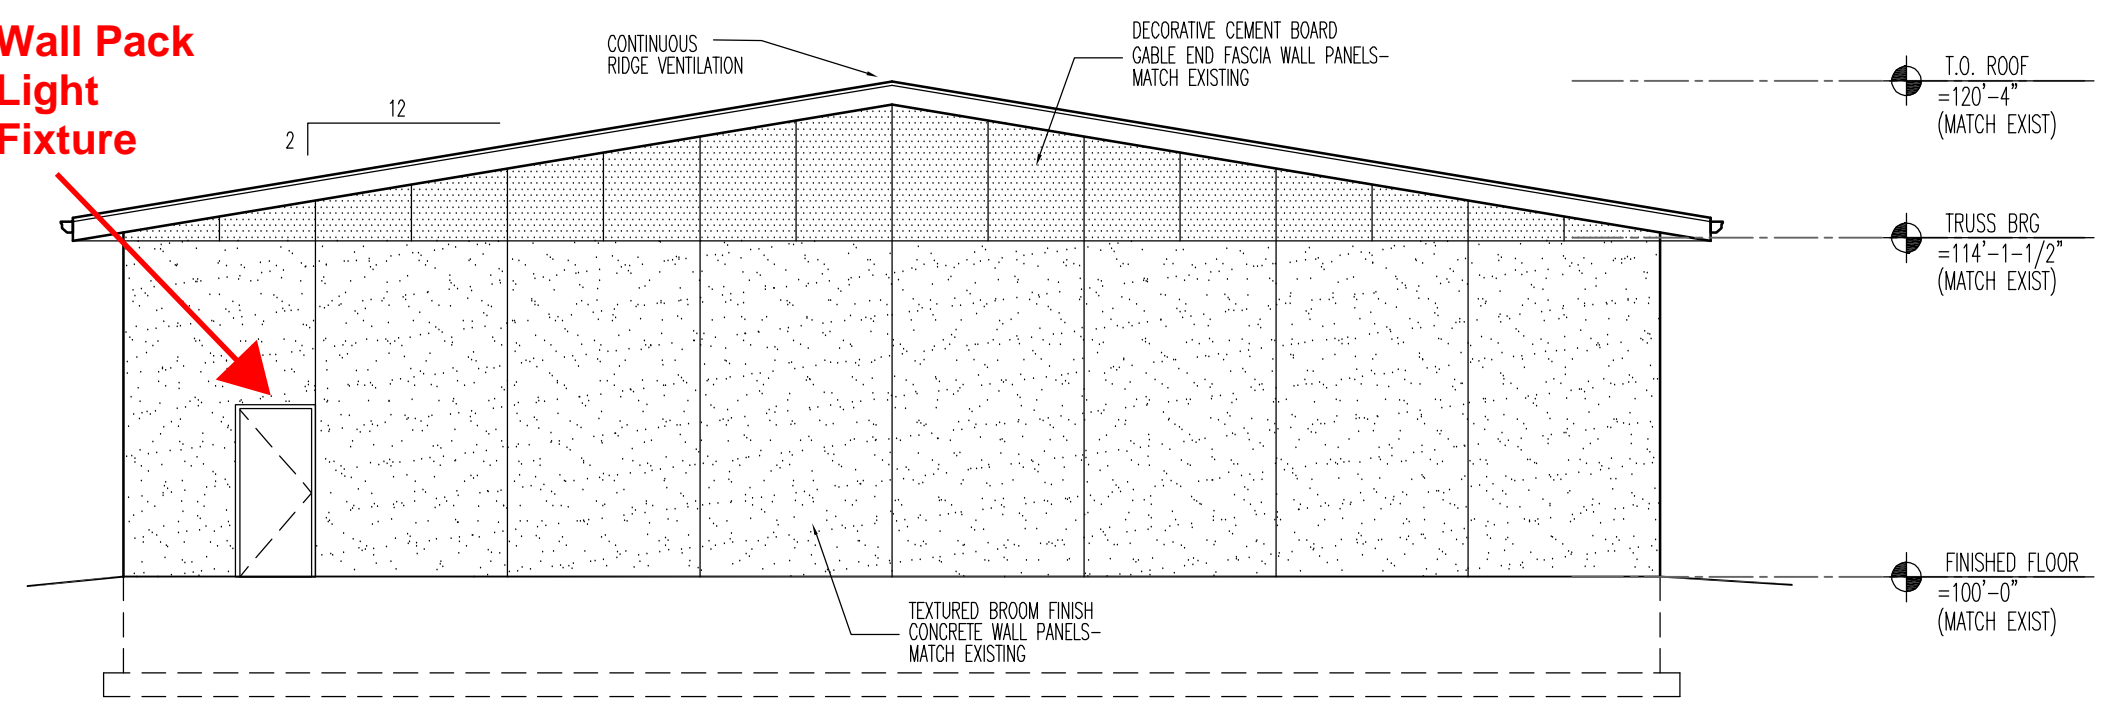 Wall Pack
Light
Fixture
CONTINUOUS
RIDGE VENTILATION
DECORATIVE CEMENT BOARD
GABLE END FASCIA WALL PANELS-
MATCH EXISTING
12
2
T.O. ROOF
=120'-4"
(MATCH EXIST)
TRUSS BRG
=114'-1-1/2"
(MATCH EXIST)
FINISHED FLOOR
=100'-0"
(MATCH EXIST)
TEXTURED BROOM FINISH
CONCRETE WALL PANELS-
MATCH EXISTING